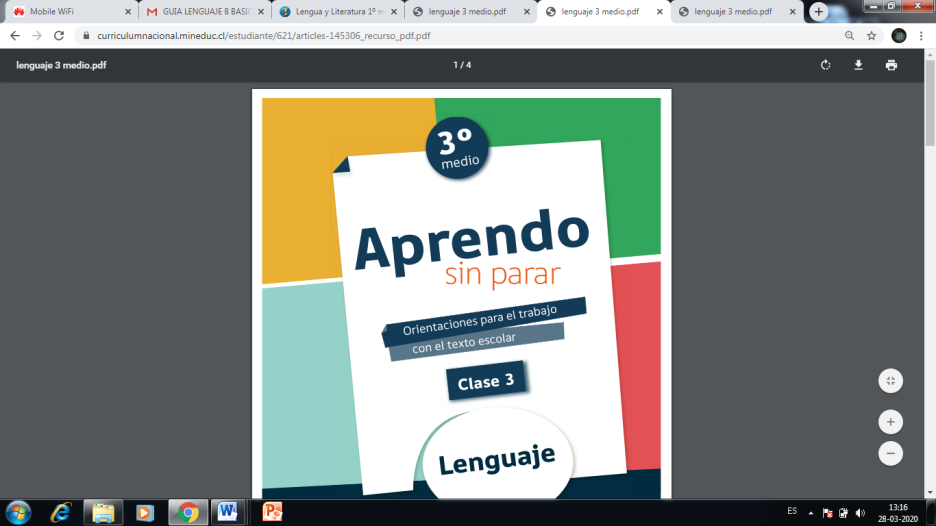 Mobile WiFi
GUIA LENGUAJE 8 BASIC
Lengua y Literatura 1º m
lenguaje 3 medio.pdf
lenguaje 3 medio.pdf
lenguaje 3 medio.pdf
curriculumnacional.mineduc.cl/estudiante/621/articles-145306_recurso_pdf.pdf
lenguaje 3 medio.pdf
1 / 4
3º
medio
Aprendo
sin parar
Orientaciones para el trabajo
con el texto escolar
Clase 3
Lenguaje
ES
13:16
28-03-2020